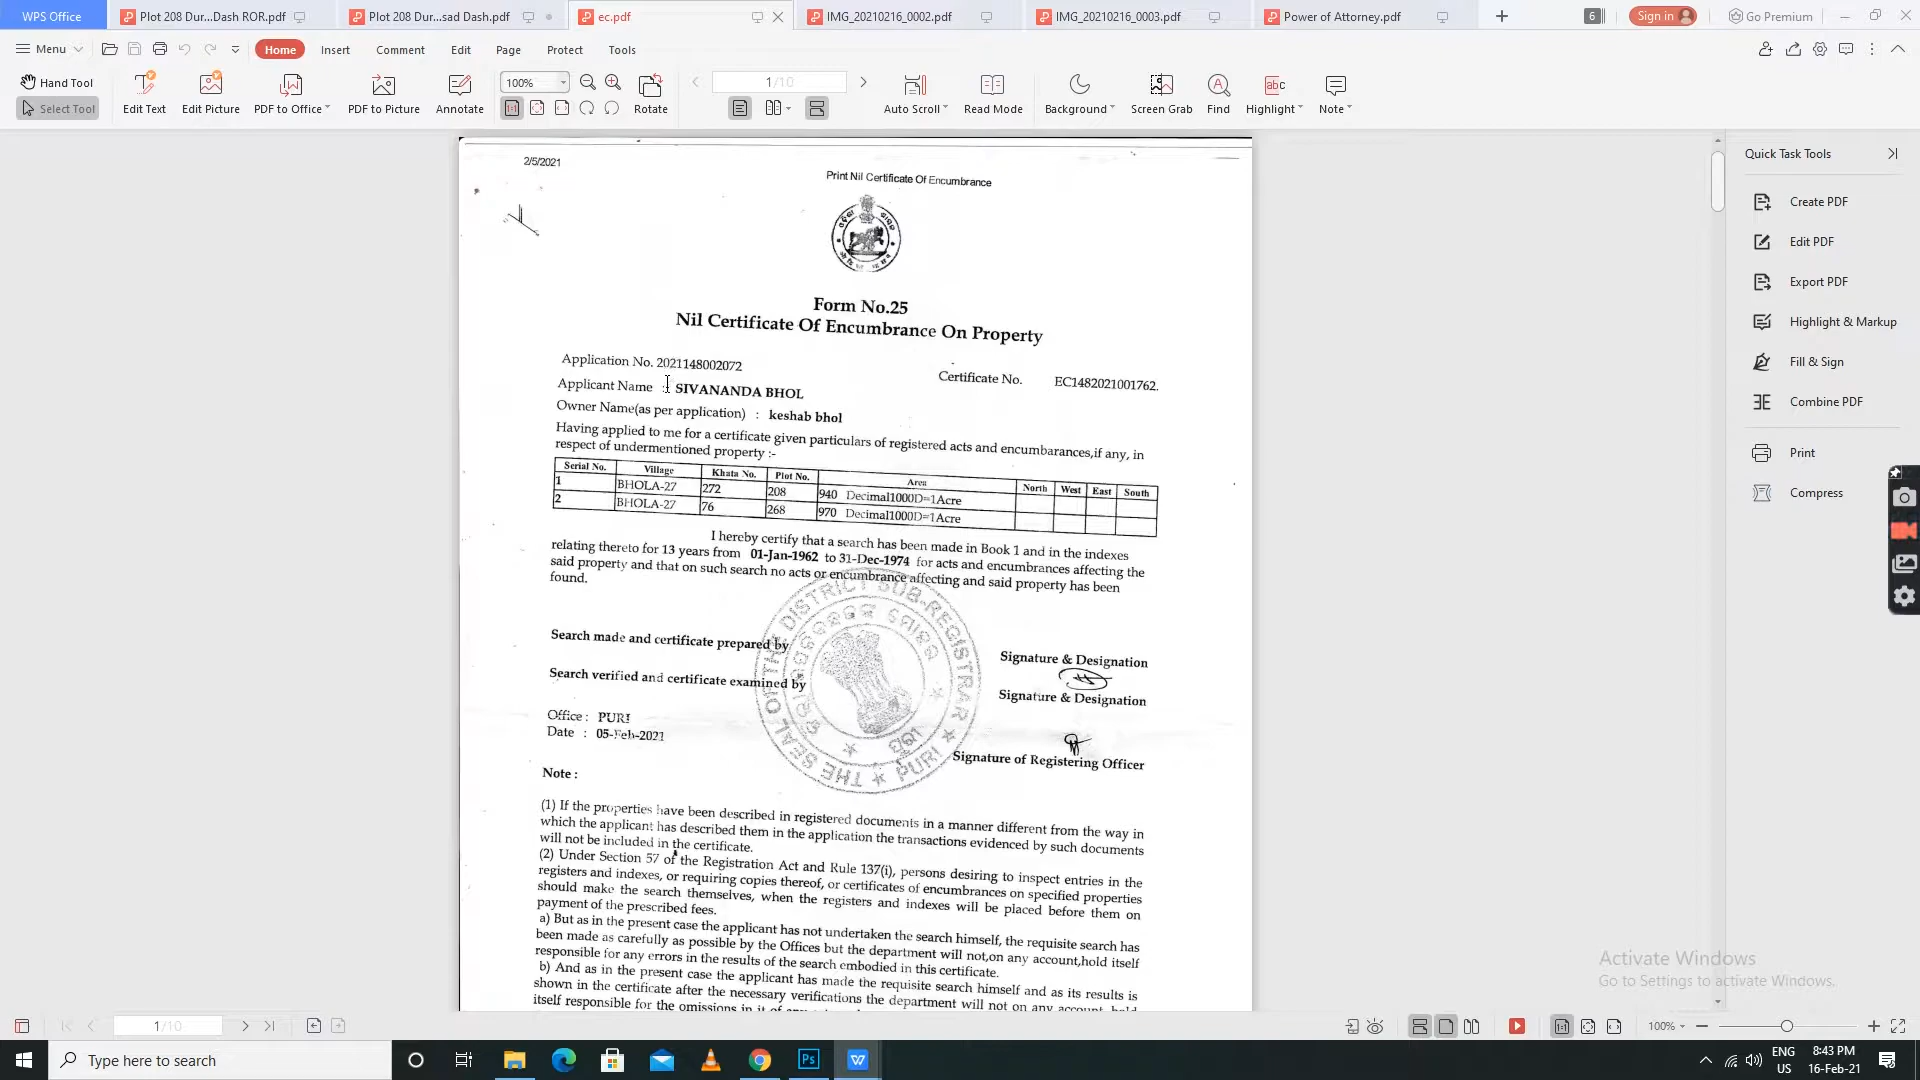 WPS Office
Plot 208 Dur...Dash ROR.pdf
Plot 208 Dur...sad Dash.pdf
ec.pdf
IMG_20210216_0002.pdf
IMG_20210216_0003.pdf
Power of Attorney.pdf
6
Sign in
Go Premium
Menu
Home
Insert
Comment
Edit
Page
Protect
Tools
Hand Tool
Select Tool
Edit Text
Edit Picture
PDF to Office
PDF to Picture
Annotate
100%
Rotate
1/10
Auto Scroll
Read Mode
Background
Screen Grab
Find
Highlight
Note
2/5/2021
Print Nil Certificate Of Encumbrance
Form No.25
Nil Certificate Of Encumbrance On Property
Application No. 2021148002072
Certificate No. EC1482021001762.
Applicant Name : SIVANANDA BHOL
Owner Name(as per application) : keshab bhol
Having applied to me for a certificate given particulars of registered acts and encumbarances,if any, in
respect of undermentioned property :-
Serial No. Village Khata No. Plot No. Area North West East South
1 BHOLA-27 272 208 940 Decimal1000D=1Acre
2 BHOLA-27 76 268 970 Decimal1000D=1Acre
I hereby certify that a search has been made in Book 1 and in the indexes
relating thereto for 13 years from 01-Jan-1962 to 31-Dec-1974 for acts and encumbrances affecting the
said property and that on such search no acts or encumbrance affecting and said property has been
found.
THE SEAL OF THE DISTRICT SUB-REGISTRAR PURI
Search made and certificate prepared by
Signature & Designation
Search verified and certificate examined by
Signature & Designation
Office : PURI
Date : 05-Feb-2021
Signature of Registering Officer
Note :
(1) If the properties have been described in registered documents in a manner different from the way in
which the applicant has described them in the application the transactions evidenced by such documents
will not be included in the certificate.
(2) Under Section 57 of the Registration Act and Rule 137(i), persons desiring to inspect entries in the
registers and indexes, or requiring copies thereof, or certificates of encumbrances on specified properties
should make the search themselves, when the registers and indexes will be placed before them on
payment of the prescribed fees.
a) But as in the present case the applicant has not undertaken the search himself, the requisite search has
been made as carefully as possible by the Offices but the department will not,on any account,hold itself
responsible for any errors in the results of the search embodied in this certificate.
b) And as in the present case the applicant has made the requisite search himself and as its results is
shown in the certificate after the necessary verifications the department will not on any account, hold
itself responsible for the omissions in it of
Quick Task Tools
Create PDF
Edit PDF
Export PDF
Highlight & Markup
Fill & Sign
Combine PDF
Print
Compress
Activate Windows
Go to Settings to activate Windows.
1/10
100%
Type here to search
ENG
US
8:43 PM
16-Feb-21